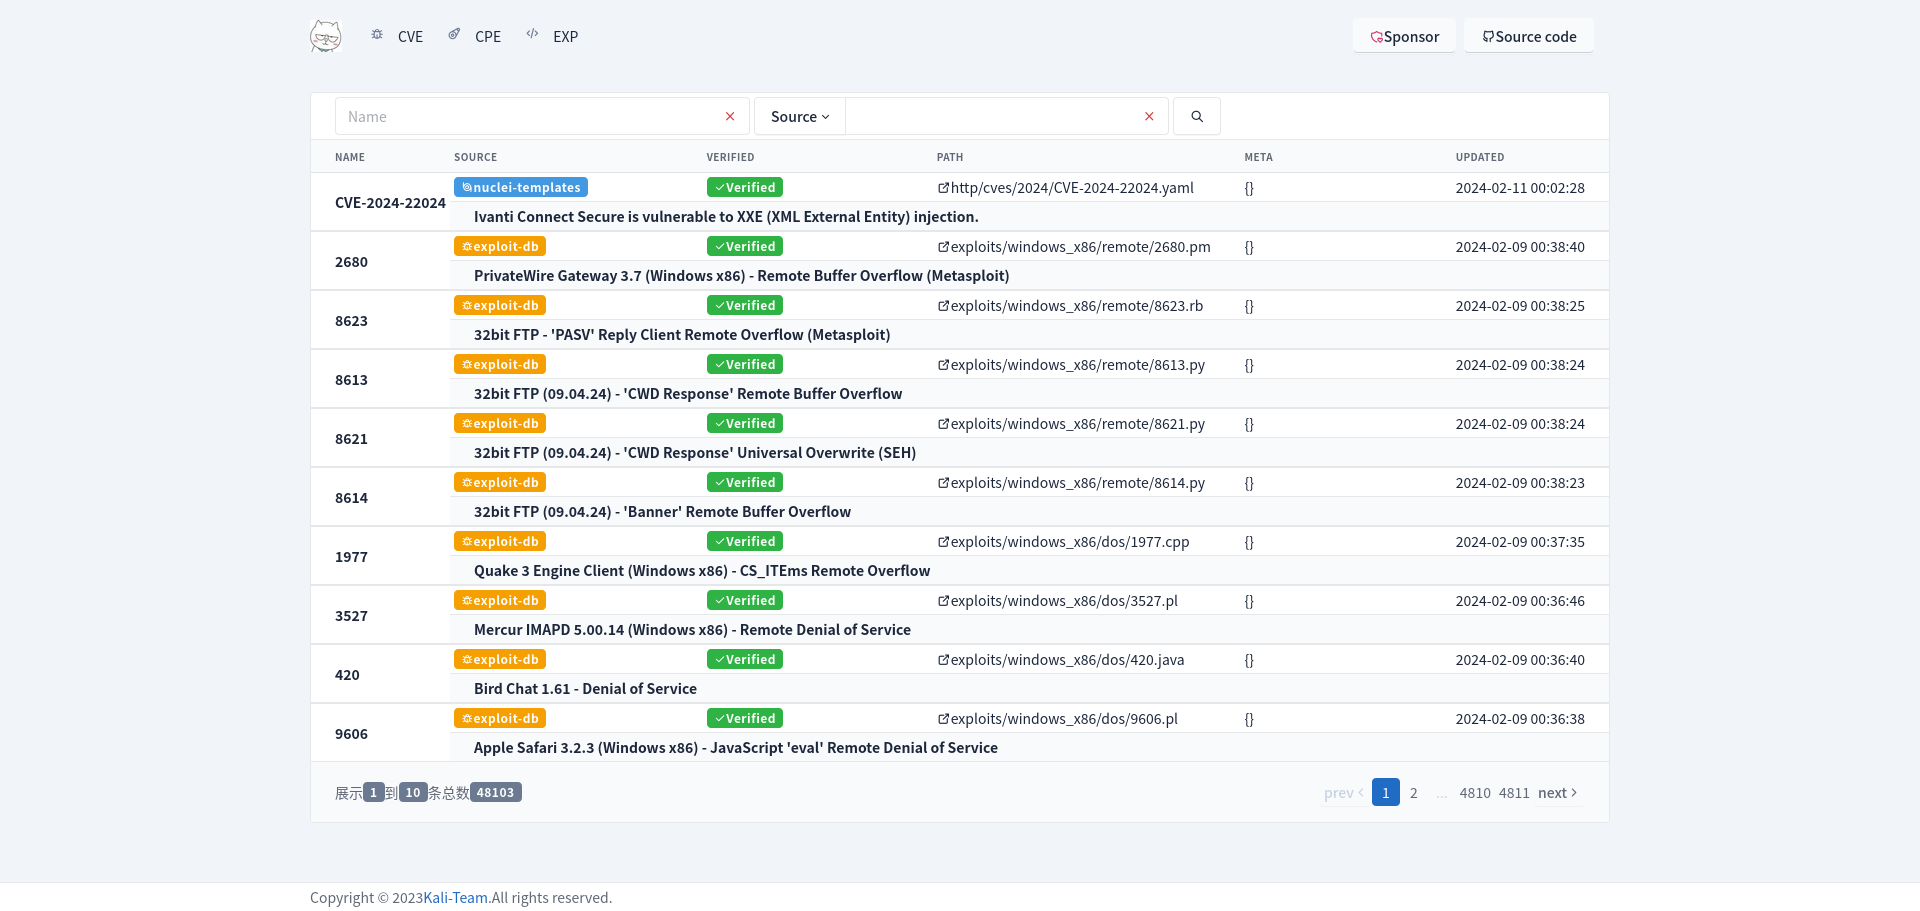 CVE CPE EXP Sponsor Source code
Name Source
NAME SOURCE VERIFIED PATH META UPDATED
CVE-2024-22024 nuclei-templates Verified http/cves/2024/CVE-2024-22024.yaml {} 2024-02-11 00:02:28
Ivanti Connect Secure is vulnerable to XXE (XML External Entity) injection.
2680 exploit-db Verified exploits/windows_x86/remote/2680.pm {} 2024-02-09 00:38:40
PrivateWire Gateway 3.7 (Windows x86) - Remote Buffer Overflow (Metasploit)
8623 exploit-db Verified exploits/windows_x86/remote/8623.rb {} 2024-02-09 00:38:25
32bit FTP - 'PASV' Reply Client Remote Overflow (Metasploit)
8613 exploit-db Verified exploits/windows_x86/remote/8613.py {} 2024-02-09 00:38:24
32bit FTP (09.04.24) - 'CWD Response' Remote Buffer Overflow
8621 exploit-db Verified exploits/windows_x86/remote/8621.py {} 2024-02-09 00:38:24
32bit FTP (09.04.24) - 'CWD Response' Universal Overwrite (SEH)
8614 exploit-db Verified exploits/windows_x86/remote/8614.py {} 2024-02-09 00:38:23
32bit FTP (09.04.24) - 'Banner' Remote Buffer Overflow
1977 exploit-db Verified exploits/windows_x86/dos/1977.cpp {} 2024-02-09 00:37:35
Quake 3 Engine Client (Windows x86) - CS_ITEms Remote Overflow
3527 exploit-db Verified exploits/windows_x86/dos/3527.pl {} 2024-02-09 00:36:46
Mercur IMAPD 5.00.14 (Windows x86) - Remote Denial of Service
420 exploit-db Verified exploits/windows_x86/dos/420.java {} 2024-02-09 00:36:40
Bird Chat 1.61 - Denial of Service
9606 exploit-db Verified exploits/windows_x86/dos/9606.pl {} 2024-02-09 00:36:38
Apple Safari 3.2.3 (Windows x86) - JavaScript 'eval' Remote Denial of Service
展示 1 到 10 条总数 48103 prev 1 2 ... 4810 4811 next
Copyright © 2023Kali-Team.All rights reserved.